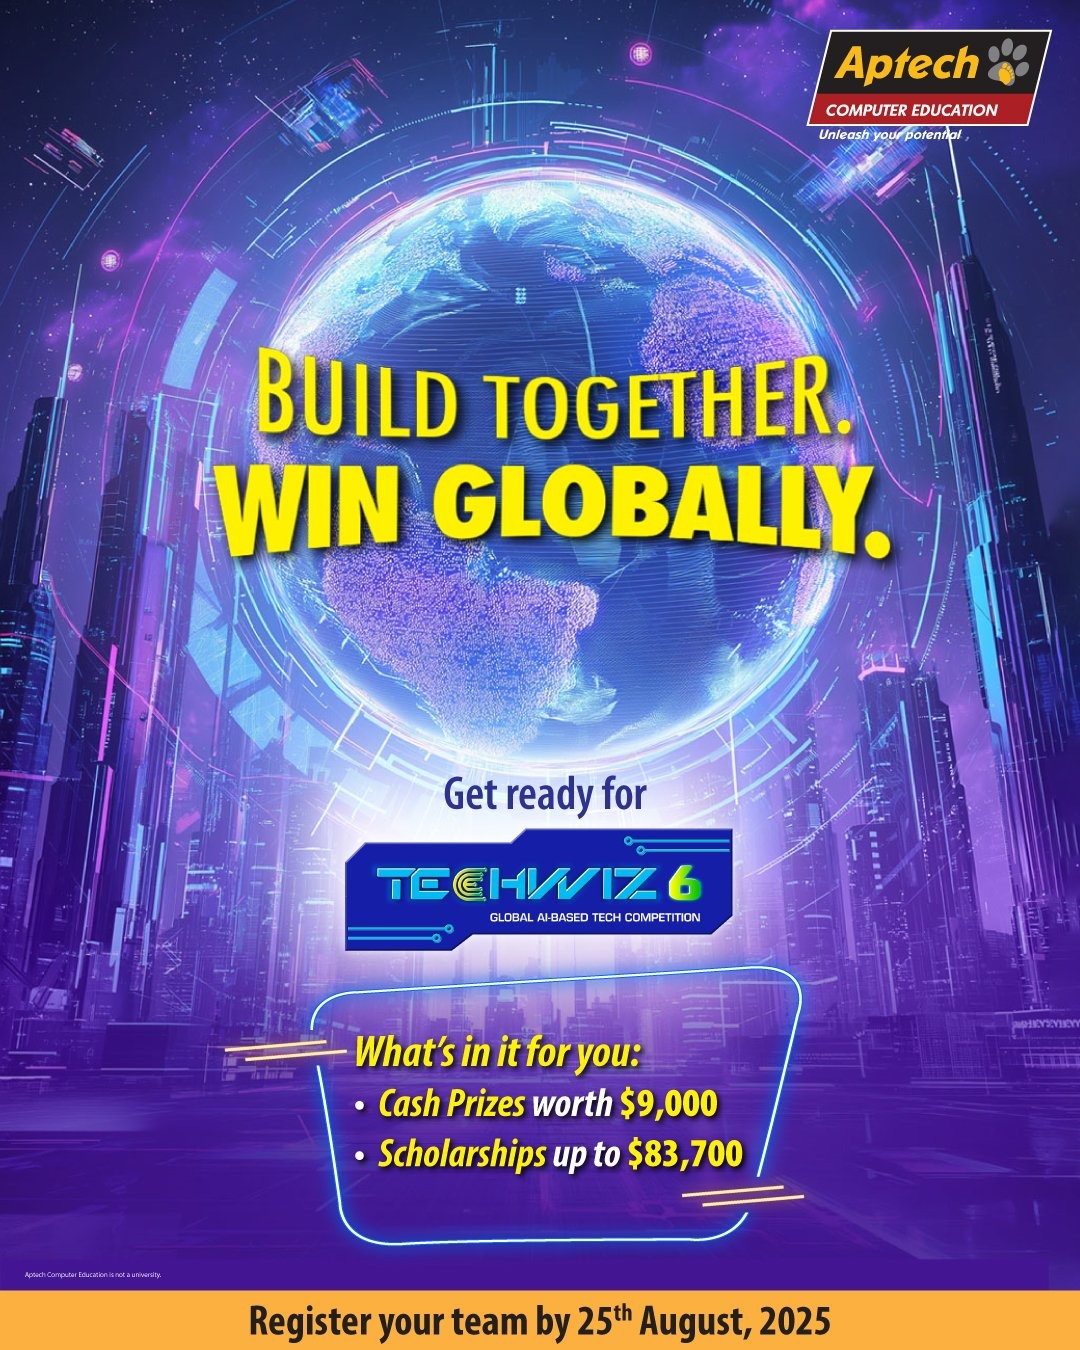 Aptech
COMPUTER EDUCATION
Unleash your potential
BUILD TOGETHER.
WIN GLOBALLY.
Get ready for
TECHWIZ 6
GLOBAL AI-BASED TECH COMPETITION
What's in it for you:
• Cash Prizes worth $9,000
• Scholarships up to $83,700
Aptech Computer Education is not a university.
Register your team by 25th August, 2025